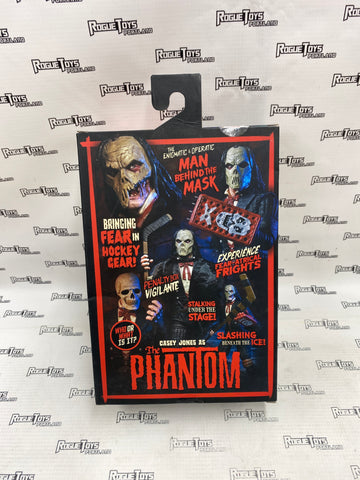 THE ENIGMATIC & OPERATIC
MAN
BEHIND THE
MASK
BRINGING
FEAR IN
HOCKEY
GEAR!
EXPERIENCE
FEAR-ATRICAL
FRIGHTS
PENALTY BOX
VIGILANTE
STALKING
UNDER THE
STAGE!
WHO OR
WHAT
IS IT?
SLASHING
BENEATH THE ICE!
CASEY JONES AS
The
PHANTOM
ROGUE TOYS
PORTLAND